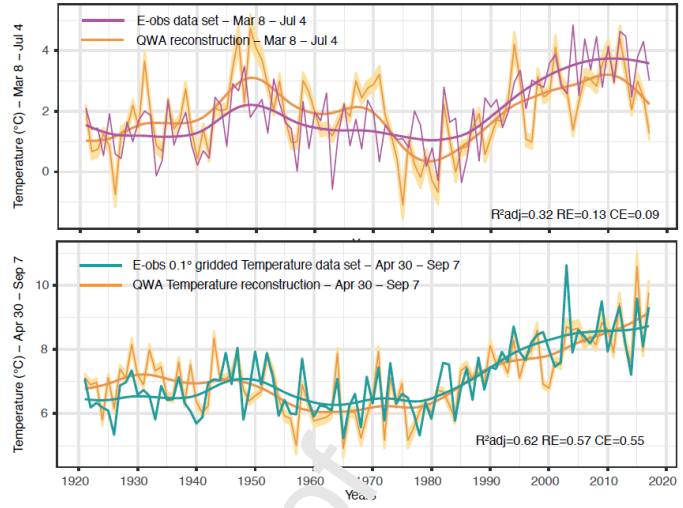 E-obs data set – Mar 8 – Jul 4
QWA reconstruction – Mar 8 – Jul 4
Temperature (°C) – Mar 8 – Jul 4
4
2
0
R²adj=0.32 RE=0.13 CE=0.09
E-obs 0.1° gridded Temperature data set – Apr 30 – Sep 7
QWA Temperature reconstruction – Apr 30 – Sep 7
Temperature (°C) – Apr 30 – Sep 7
10
8
6
R²adj=0.62 RE=0.57 CE=0.55
1920 1930 1940 1950 1960 1970 1980 1990 2000 2010 2020
Years
of